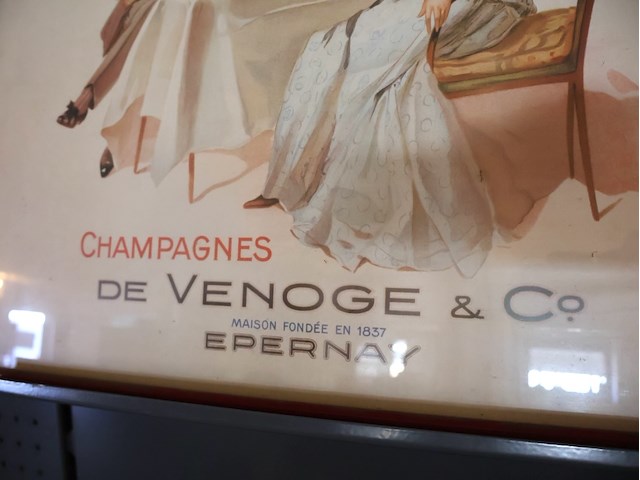 CHAMPAGNES
DE VENOGE & Cº
MAISON FONDÉE EN 1837
EPERNAY